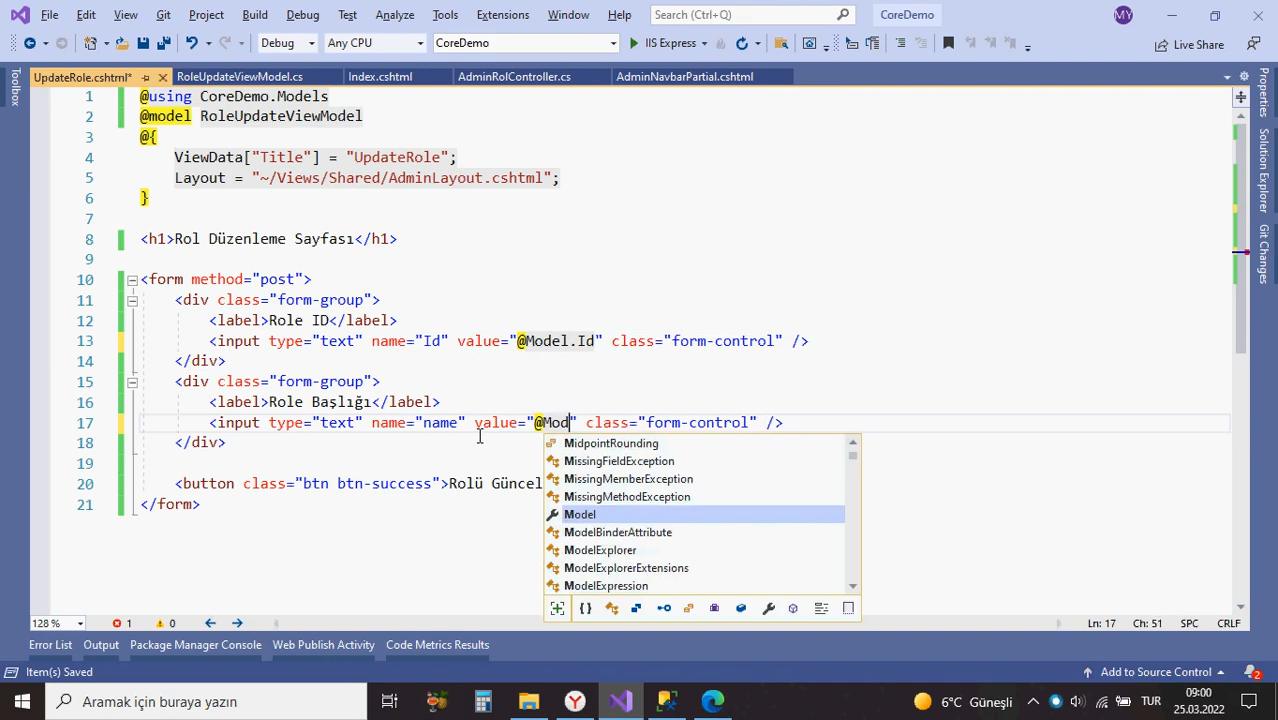 File Edit View Git Project Build Debug Test Analyze Tools Extensions Window Help Search (Ctrl+Q) CoreDemo MY
Debug Any CPU CoreDemo IIS Express Live Share
UpdateRole.cshtml* RoleUpdateViewModel.cs Index.cshtml AdminRolController.cs AdminNavbarPartial.cshtml
Toolbox
Properties
Solution Explorer
Git Changes
1 @using CoreDemo.Models
2 @model RoleUpdateViewModel
3 @{
4 ViewData["Title"] = "UpdateRole";
5 Layout = "~/Views/Shared/AdminLayout.cshtml";
6 }
7
8 <h1>Rol Düzenleme Sayfası</h1>
9
10 <form method="post">
11 <div class="form-group">
12 <label>Role ID</label>
13 <input type="text" name="Id" value="@Model.Id" class="form-control" />
14 </div>
15 <div class="form-group">
16 <label>Role Başlığı</label>
17 <input type="text" name="name" value="@Mod" class="form-control" />
18 </div>
19
20 <button class="btn btn-success">Rolü Güncel
21 </form>
MidpointRounding
MissingFieldException
MissingMemberException
MissingMethodException
Model
ModelBinderAttribute
ModelExplorer
ModelExplorerExtensions
ModelExpression
128 % 1 0 Ln: 17 Ch: 51 SPC CRLF
Error List Output Package Manager Console Web Publish Activity Code Metrics Results
Item(s) Saved Add to Source Control
Aramak için buraya yazın 6°C Güneşli TUR 09:00
25.03.2022